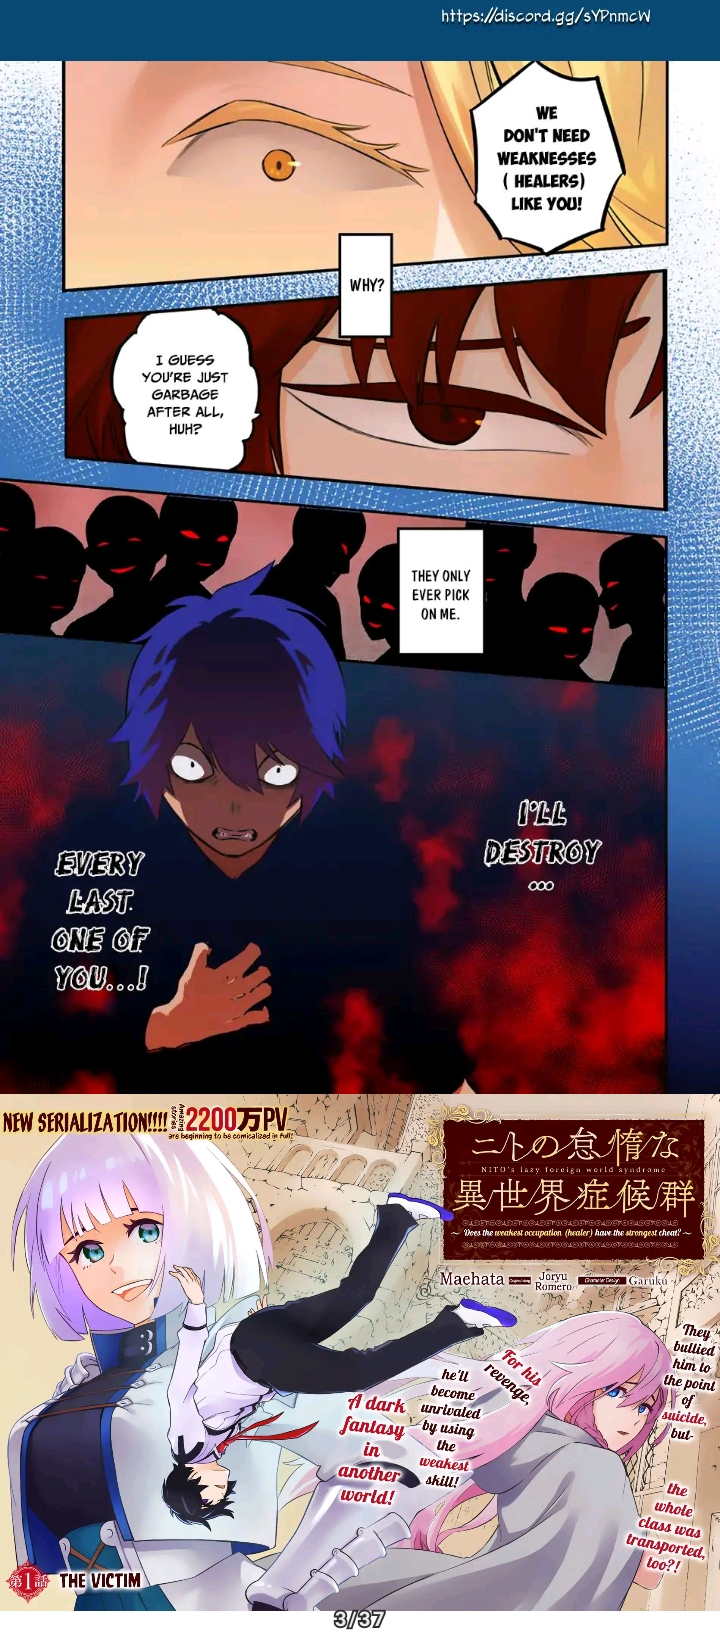 https://discord.gg/sYPnmcW
WE
DON'T NEED
WEAKNESSES
( HEALERS)
LIKE YOU!
WHY?
I GUESS
YOU'RE JUST
GARBAGE
AFTER ALL,
HUH?
THEY ONLY
EVER PICK
ON ME.
I'LL
DESTROY
...
EVERY
LAST
ONE OF
YOU...!
NEW SERIALIZATION!!!!
Amazing
stories
2200万PV
are beginning to be comicalized in full!
ニトの怠惰な
NITO's lazy foreign world syndrome
異世界症候群
~ Does the weakest occupation (healer) have the strongest cheat? ~
Maehata
Original story
Joryu
Romero
Character Design
Garuku
They
bullied
him to
the point
of
suicide,
but-
the
whole
class was
transported,
too?!
For his
revenge,
he'll
become
unrivaled
by using
the
weakest
skill!
A dark
fantasy
in
another
world!
第1話
THE VICTIM
3/37